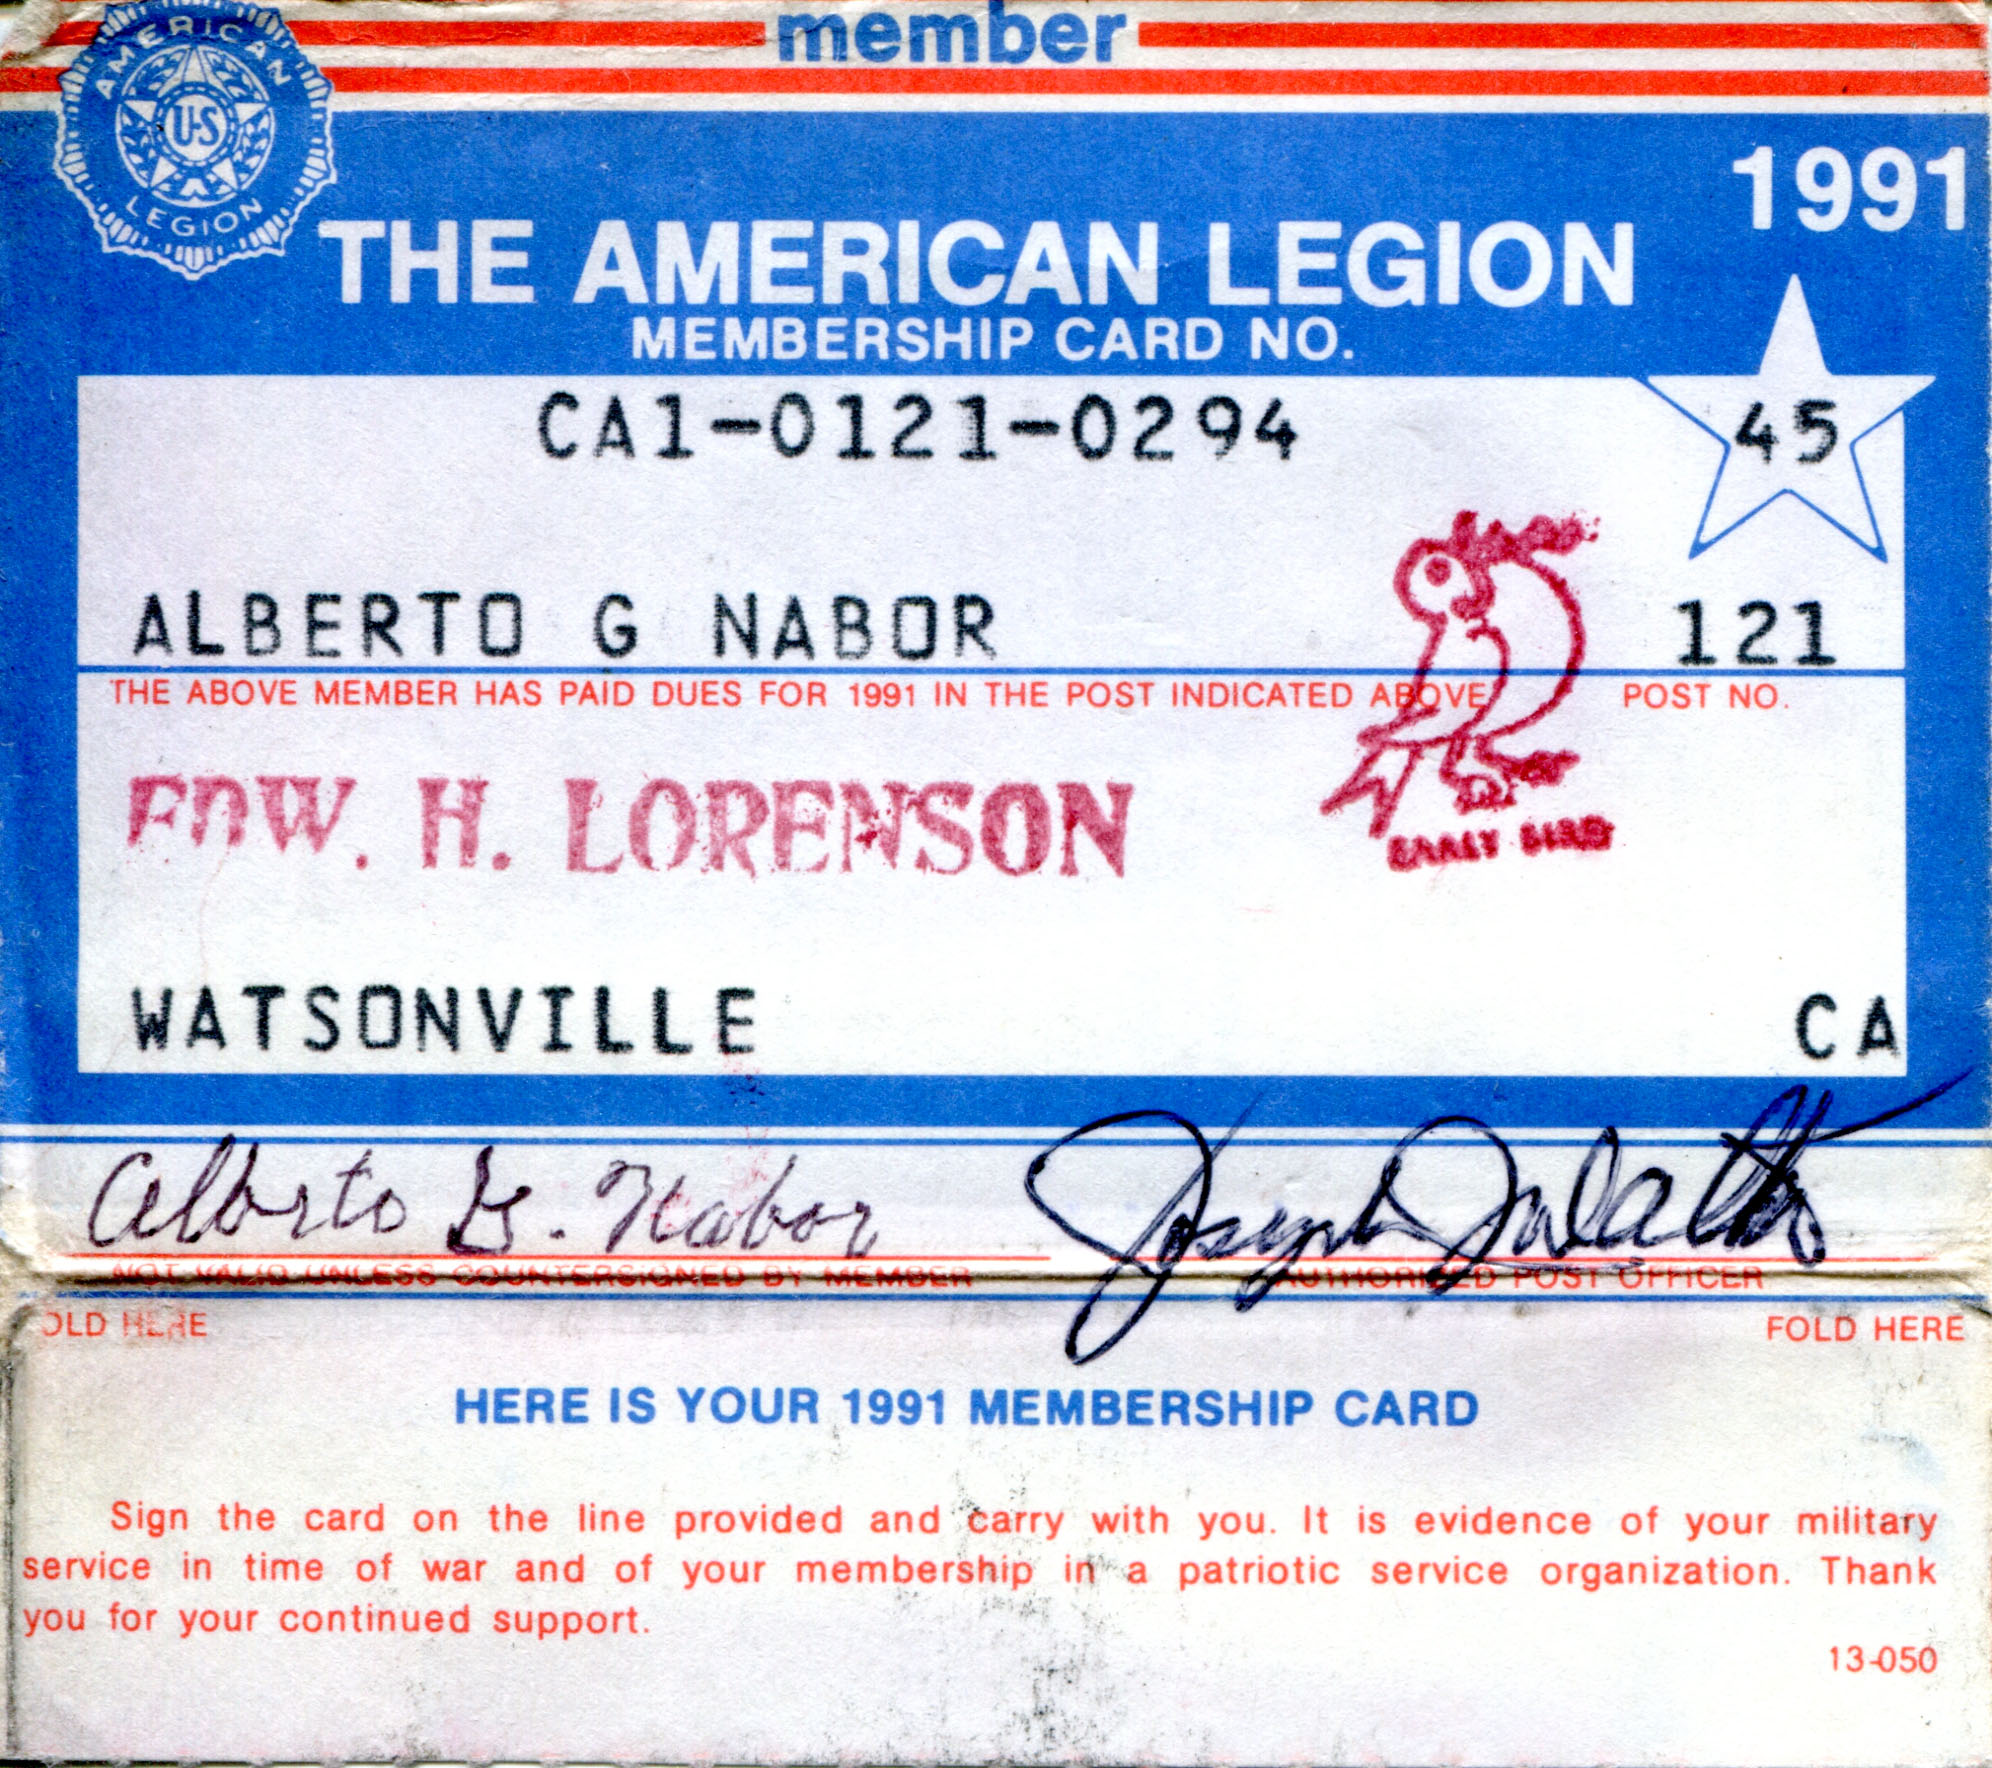 member
AMERICAN
U.S
LEGION
1991
THE AMERICAN LEGION
MEMBERSHIP CARD NO.
CA1-0121-0294
45
ALBERTO G NABOR
121
THE ABOVE MEMBER HAS PAID DUES FOR 1991 IN THE POST INDICATED ABOVE
POST NO.
EDW. H. LORENSON
EARLY BIRD
WATSONVILLE
CA
Alberto G. Nabor
Joseph
NOT VALID UNLESS COUNTERSIGNED BY MEMBER
AUTHORIZED POST OFFICER
OLD HERE
FOLD HERE
HERE IS YOUR 1991 MEMBERSHIP CARD
Sign the card on the line provided and carry with you. It is evidence of your military
service in time of war and of your membership in a patriotic service organization. Thank
you for your continued support.
13-050